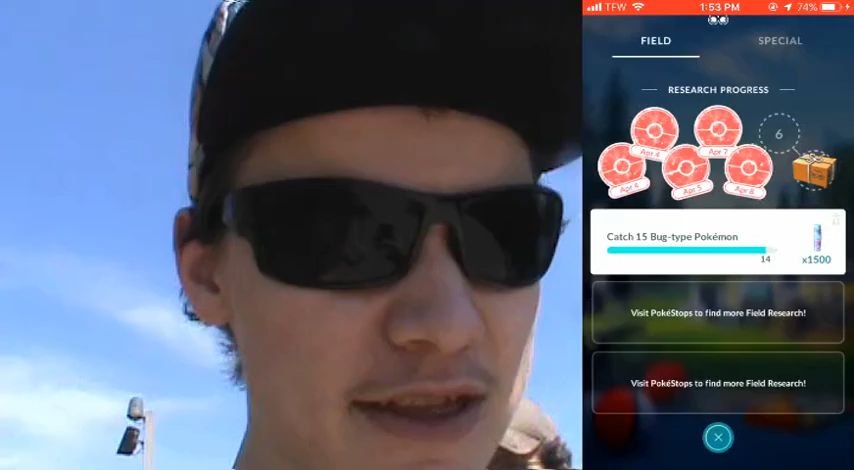 TFW 1:53 PM 74%
FIELD SPECIAL
RESEARCH PROGRESS
6
Apr 4 Apr 7
Apr 4 Apr 5 Apr 8
Catch 15 Bug-type Pokémon
14 x1500
Visit PokéStops to find more Field Research!
Visit PokéStops to find more Field Research!